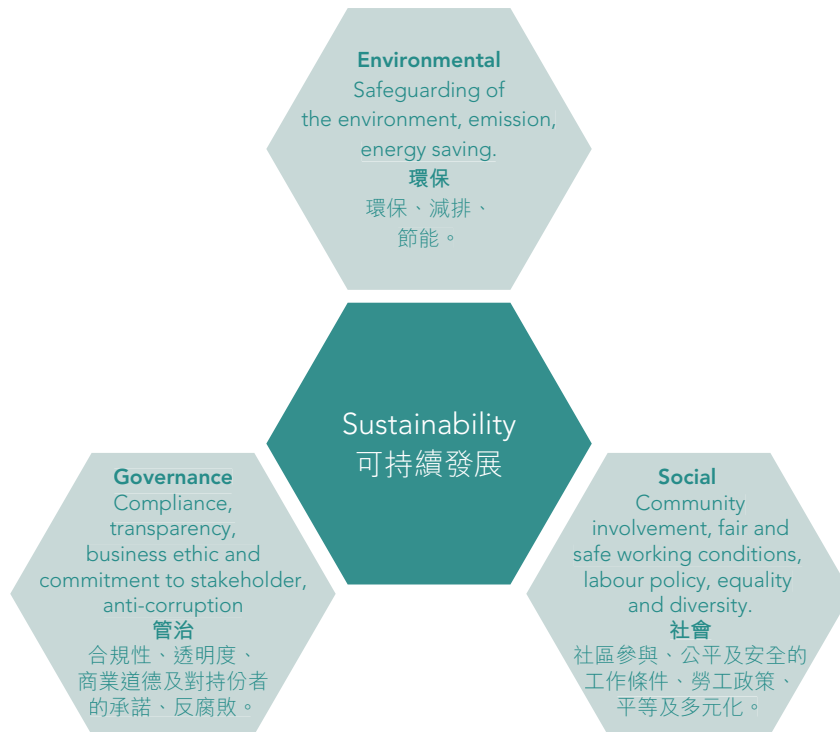 Environmental
Safeguarding of
the environment, emission,
energy saving.
環保
環保、減排、
節能。
Sustainability
可持續發展
Governance
Compliance,
transparency,
business ethic and
commitment to stakeholder,
anti-corruption
管治
合規性、透明度、
商業道德及對持份者
的承諾、反腐敗。
Social
Community
involvement, fair and
safe working conditions,
labour policy, equality
and diversity.
社會
社區參與、公平及安全的
工作條件、勞工政策、
平等及多元化。